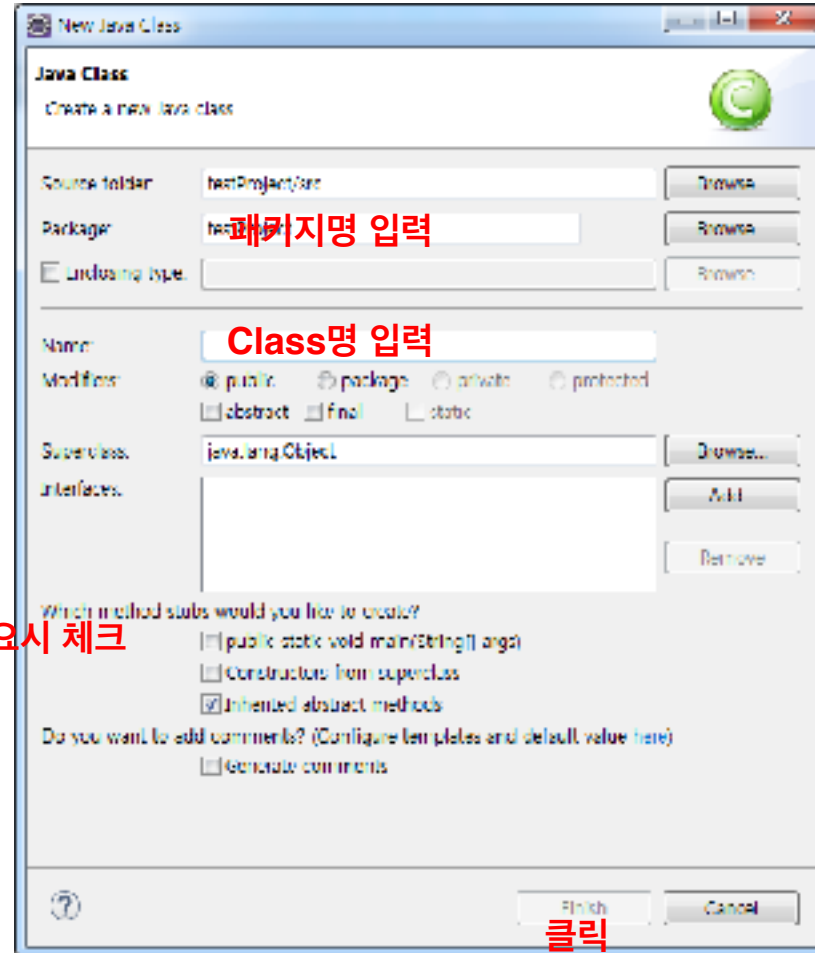 New Java Class
Java Class
Create a new Java class
Source folder: testProject/src Browse
Package: 패키지명 입력 Browse
Enclosing type: Browse
Name: Class명 입력
Modifiers: public package private protected
abstract final static
Superclass: java.lang.Object Browse...
Interfaces: Add
Remove
Which method stubs would you like to create?
요시 체크 public static void main(String[] args)
Constructors from superclass
Inherited abstract methods
Do you want to add comments? (Configure templates and default value here)
Generate comments
Finish Cancel
클릭